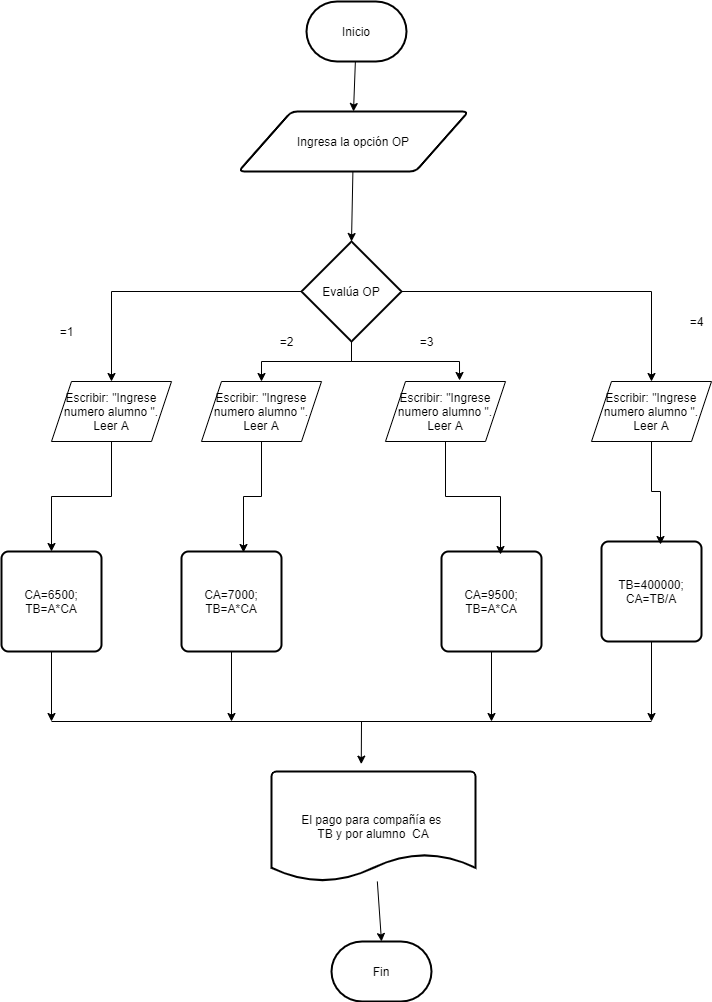 Inicio
Ingresa la opción OP
Evalúa OP
=1
=2
=3
=4
Escribir: "Ingrese
numero alumno ".
Leer A
Escribir: "Ingrese
numero alumno ".
Leer A
Escribir: "Ingrese
numero alumno ".
Leer A
Escribir: "Ingrese
numero alumno ".
Leer A
CA=6500;
TB=A*CA
CA=7000;
TB=A*CA
CA=9500;
TB=A*CA
TB=400000;
CA=TB/A
El pago para compañía es
TB y por alumno  CA
Fin